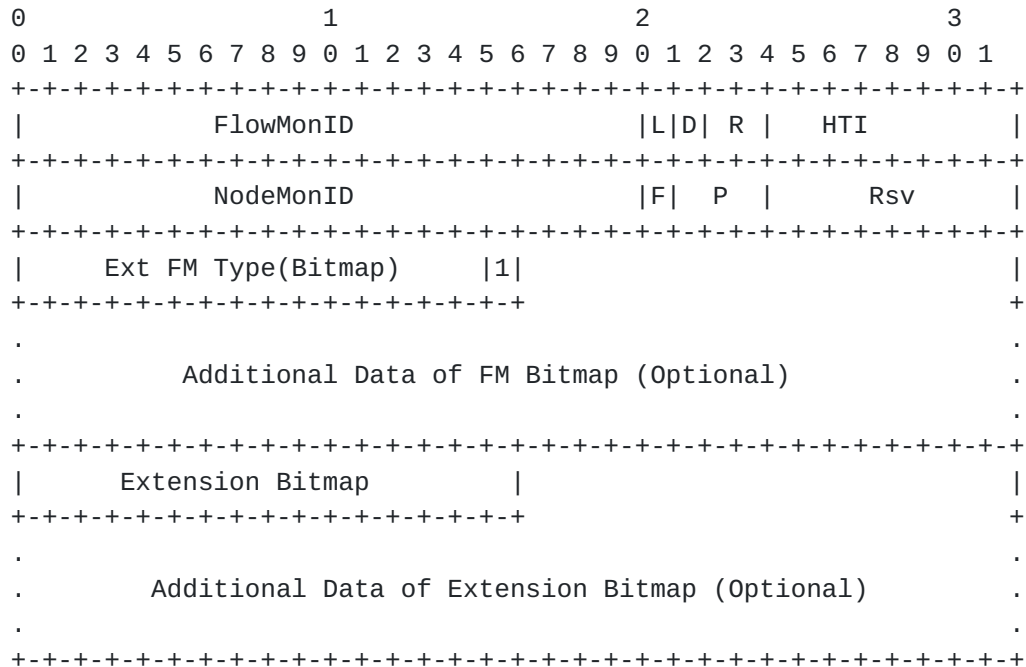 0                   1                   2                   3
0 1 2 3 4 5 6 7 8 9 0 1 2 3 4 5 6 7 8 9 0 1 2 3 4 5 6 7 8 9 0 1
+-+-+-+-+-+-+-+-+-+-+-+-+-+-+-+-+-+-+-+-+-+-+-+-+-+-+-+-+-+-+-+-+
|            FlowMonID                  |L|D| R |   HTI         |
+-+-+-+-+-+-+-+-+-+-+-+-+-+-+-+-+-+-+-+-+-+-+-+-+-+-+-+-+-+-+-+-+
|            NodeMonID                  |F|  P  |      Rsv      |
+-+-+-+-+-+-+-+-+-+-+-+-+-+-+-+-+-+-+-+-+-+-+-+-+-+-+-+-+-+-+-+-+
|     Ext FM Type(Bitmap)     |1|                               |
+-+-+-+-+-+-+-+-+-+-+-+-+-+-+-+-+                               +
.                                                               .
.          Additional Data of FM Bitmap (Optional)              .
.                                                               .
+-+-+-+-+-+-+-+-+-+-+-+-+-+-+-+-+-+-+-+-+-+-+-+-+-+-+-+-+-+-+-+-+
|      Extension Bitmap         |                               |
+-+-+-+-+-+-+-+-+-+-+-+-+-+-+-+-+                               +
.                                                               .
.        Additional Data of Extension Bitmap (Optional)         .
.                                                               .
+-+-+-+-+-+-+-+-+-+-+-+-+-+-+-+-+-+-+-+-+-+-+-+-+-+-+-+-+-+-+-+-+